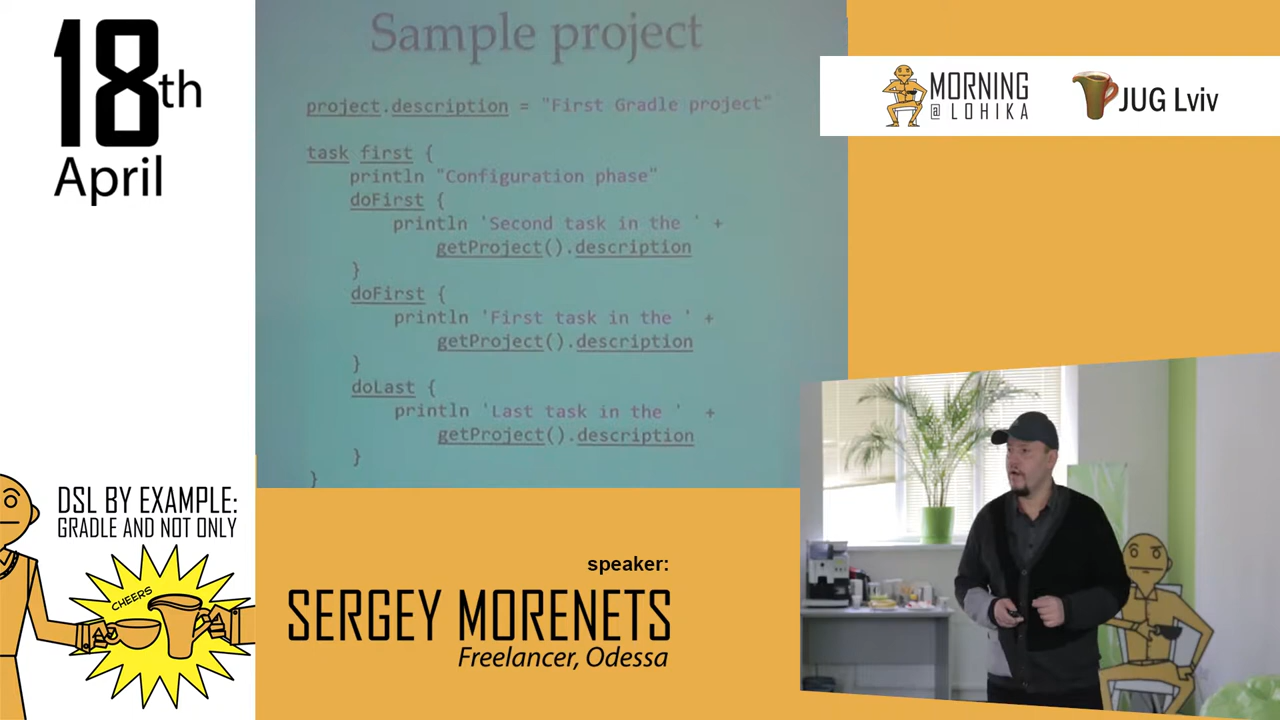 18th
April
Sample project
project.description = "First Gradle project"
task first {
println "Configuration phase"
doFirst {
println 'Second task in the ' +
getProject().description
}
doFirst {
println 'First task in the ' +
getProject().description
}
doLast {
println 'Last task in the ' +
getProject().description
}
}
MORNING
@ LOHIKA
JUG Lviv
DSL BY EXAMPLE:
GRADLE AND NOT ONLY
CHEERS
speaker:
SERGEY MORENETS
Freelancer, Odessa